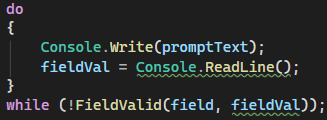 do
{
    Console.Write(promptText);
    fieldVal = Console.ReadLine();
}
while (!FieldValid(field, fieldVal));